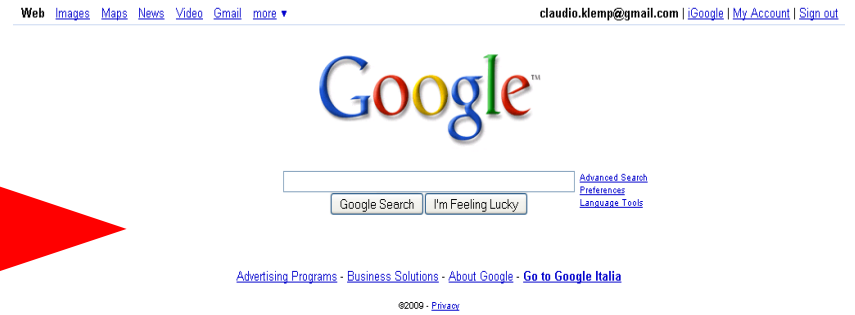 Web Images Maps News Video Gmail more ▼ claudio.klemp@gmail.com | iGoogle | My Account | Sign out
Google™
Advanced Search
Preferences
Google Search I'm Feeling Lucky Language Tools
Advertising Programs - Business Solutions - About Google - Go to Google Italia
©2009 - Privacy